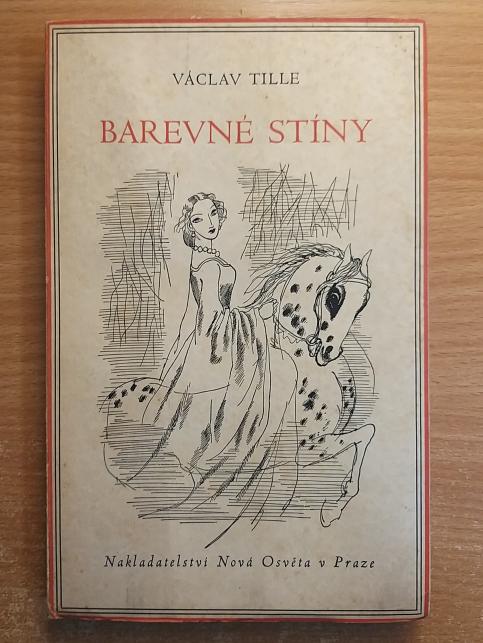 VÁCLAV TILLE
BAREVNÉ STÍNY
Nakladatelství Nová Osvěta v Praze